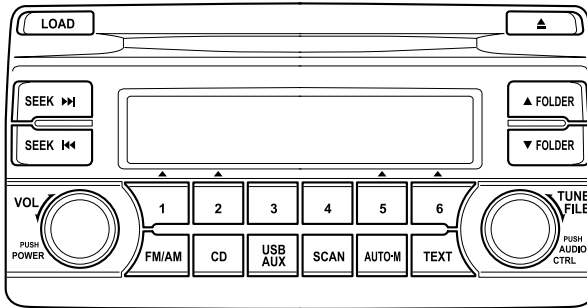 LOAD
SEEK
SEEK
FOLDER
FOLDER
VOL
PUSH
POWER
1
2
3
4
5
6
FM/AM
CD
USB
AUX
SCAN
AUTO-M
TEXT
TUNE
FILE
PUSH
AUDIO
CTRL